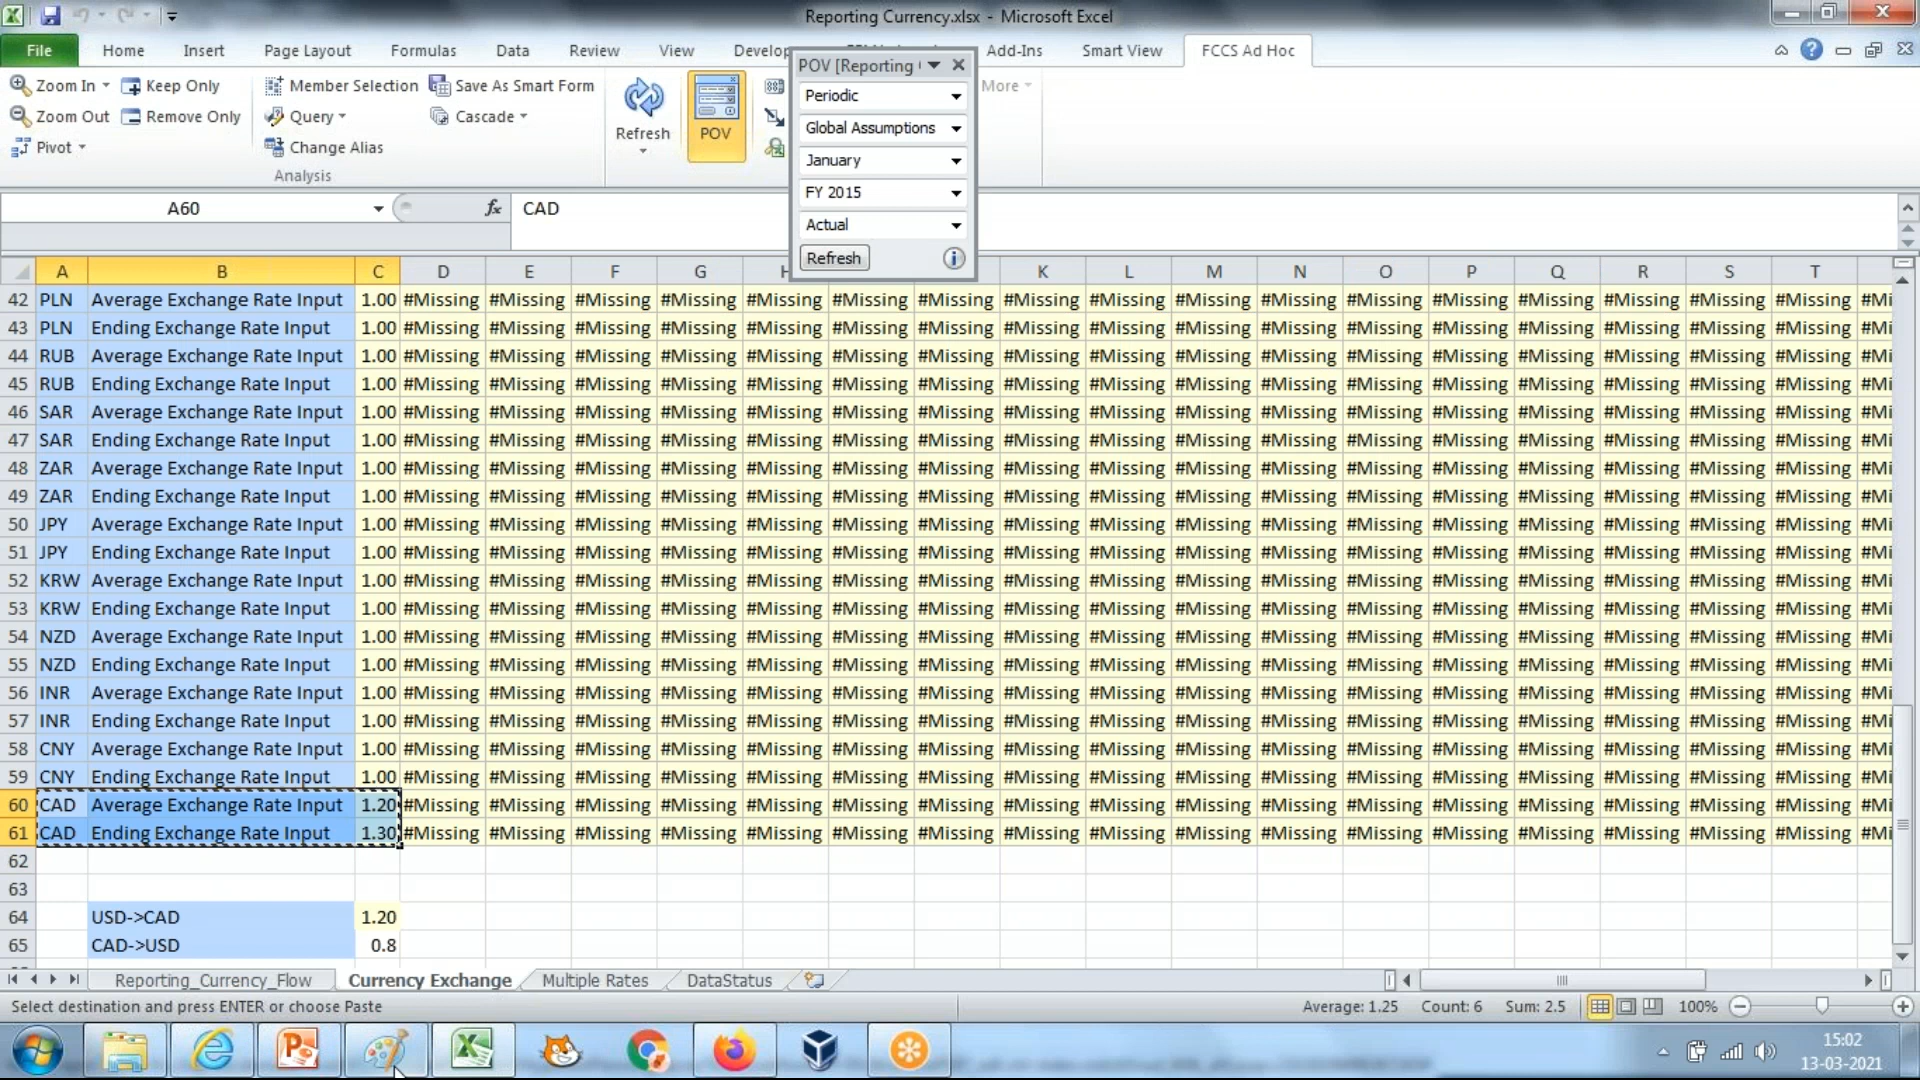 Reporting Currency.xlsx - Microsoft Excel
File Home Insert Page Layout Formulas Data Review View Develop Add-Ins Smart View FCCS Ad Hoc
Zoom In Keep Only Member Selection Save As Smart Form
Zoom Out Remove Only Query Cascade
Pivot Change Alias
Analysis
Refresh POV More
POV [Reporting
Periodic
Global Assumptions
January
FY 2015
Actual
Refresh
A60 fx CAD
A B C D E F G H K L M N O P Q R S T
42 PLN Average Exchange Rate Input 1.00 #Missing #Missing #Missing #Missing #Missing #Missing #Missing #Missing #Missing #Missing #Missing #Missing #Missing #Missing #Missing #Missing #Missing #Mi
43 PLN Ending Exchange Rate Input 1.00 #Missing #Missing #Missing #Missing #Missing #Missing #Missing #Missing #Missing #Missing #Missing #Missing #Missing #Missing #Missing #Missing #Missing #Mi
44 RUB Average Exchange Rate Input 1.00 #Missing #Missing #Missing #Missing #Missing #Missing #Missing #Missing #Missing #Missing #Missing #Missing #Missing #Missing #Missing #Missing #Missing #Mi
45 RUB Ending Exchange Rate Input 1.00 #Missing #Missing #Missing #Missing #Missing #Missing #Missing #Missing #Missing #Missing #Missing #Missing #Missing #Missing #Missing #Missing #Missing #Mi
46 SAR Average Exchange Rate Input 1.00 #Missing #Missing #Missing #Missing #Missing #Missing #Missing #Missing #Missing #Missing #Missing #Missing #Missing #Missing #Missing #Missing #Missing #Mi
47 SAR Ending Exchange Rate Input 1.00 #Missing #Missing #Missing #Missing #Missing #Missing #Missing #Missing #Missing #Missing #Missing #Missing #Missing #Missing #Missing #Missing #Missing #Mi
48 ZAR Average Exchange Rate Input 1.00 #Missing #Missing #Missing #Missing #Missing #Missing #Missing #Missing #Missing #Missing #Missing #Missing #Missing #Missing #Missing #Missing #Missing #Mi
49 ZAR Ending Exchange Rate Input 1.00 #Missing #Missing #Missing #Missing #Missing #Missing #Missing #Missing #Missing #Missing #Missing #Missing #Missing #Missing #Missing #Missing #Missing #Mi
50 JPY Average Exchange Rate Input 1.00 #Missing #Missing #Missing #Missing #Missing #Missing #Missing #Missing #Missing #Missing #Missing #Missing #Missing #Missing #Missing #Missing #Missing #Mi
51 JPY Ending Exchange Rate Input 1.00 #Missing #Missing #Missing #Missing #Missing #Missing #Missing #Missing #Missing #Missing #Missing #Missing #Missing #Missing #Missing #Missing #Missing #Mi
52 KRW Average Exchange Rate Input 1.00 #Missing #Missing #Missing #Missing #Missing #Missing #Missing #Missing #Missing #Missing #Missing #Missing #Missing #Missing #Missing #Missing #Missing #Mi
53 KRW Ending Exchange Rate Input 1.00 #Missing #Missing #Missing #Missing #Missing #Missing #Missing #Missing #Missing #Missing #Missing #Missing #Missing #Missing #Missing #Missing #Missing #Mi
54 NZD Average Exchange Rate Input 1.00 #Missing #Missing #Missing #Missing #Missing #Missing #Missing #Missing #Missing #Missing #Missing #Missing #Missing #Missing #Missing #Missing #Missing #Mi
55 NZD Ending Exchange Rate Input 1.00 #Missing #Missing #Missing #Missing #Missing #Missing #Missing #Missing #Missing #Missing #Missing #Missing #Missing #Missing #Missing #Missing #Missing #Mi
56 INR Average Exchange Rate Input 1.00 #Missing #Missing #Missing #Missing #Missing #Missing #Missing #Missing #Missing #Missing #Missing #Missing #Missing #Missing #Missing #Missing #Missing #Mi
57 INR Ending Exchange Rate Input 1.00 #Missing #Missing #Missing #Missing #Missing #Missing #Missing #Missing #Missing #Missing #Missing #Missing #Missing #Missing #Missing #Missing #Missing #Mi
58 CNY Average Exchange Rate Input 1.00 #Missing #Missing #Missing #Missing #Missing #Missing #Missing #Missing #Missing #Missing #Missing #Missing #Missing #Missing #Missing #Missing #Missing #Mi
59 CNY Ending Exchange Rate Input 1.00 #Missing #Missing #Missing #Missing #Missing #Missing #Missing #Missing #Missing #Missing #Missing #Missing #Missing #Missing #Missing #Missing #Missing #Mi
60 CAD Average Exchange Rate Input 1.20 #Missing #Missing #Missing #Missing #Missing #Missing #Missing #Missing #Missing #Missing #Missing #Missing #Missing #Missing #Missing #Missing #Missing #Mi
61 CAD Ending Exchange Rate Input 1.30 #Missing #Missing #Missing #Missing #Missing #Missing #Missing #Missing #Missing #Missing #Missing #Missing #Missing #Missing #Missing #Missing #Missing #Mi
62
63
64 USD->CAD 1.20
65 CAD->USD 0.8
Reporting_Currency_Flow Currency Exchange Multiple Rates DataStatus
Select destination and press ENTER or choose Paste Average: 1.25 Count: 6 Sum: 2.5 100%
15:02
13-03-2021